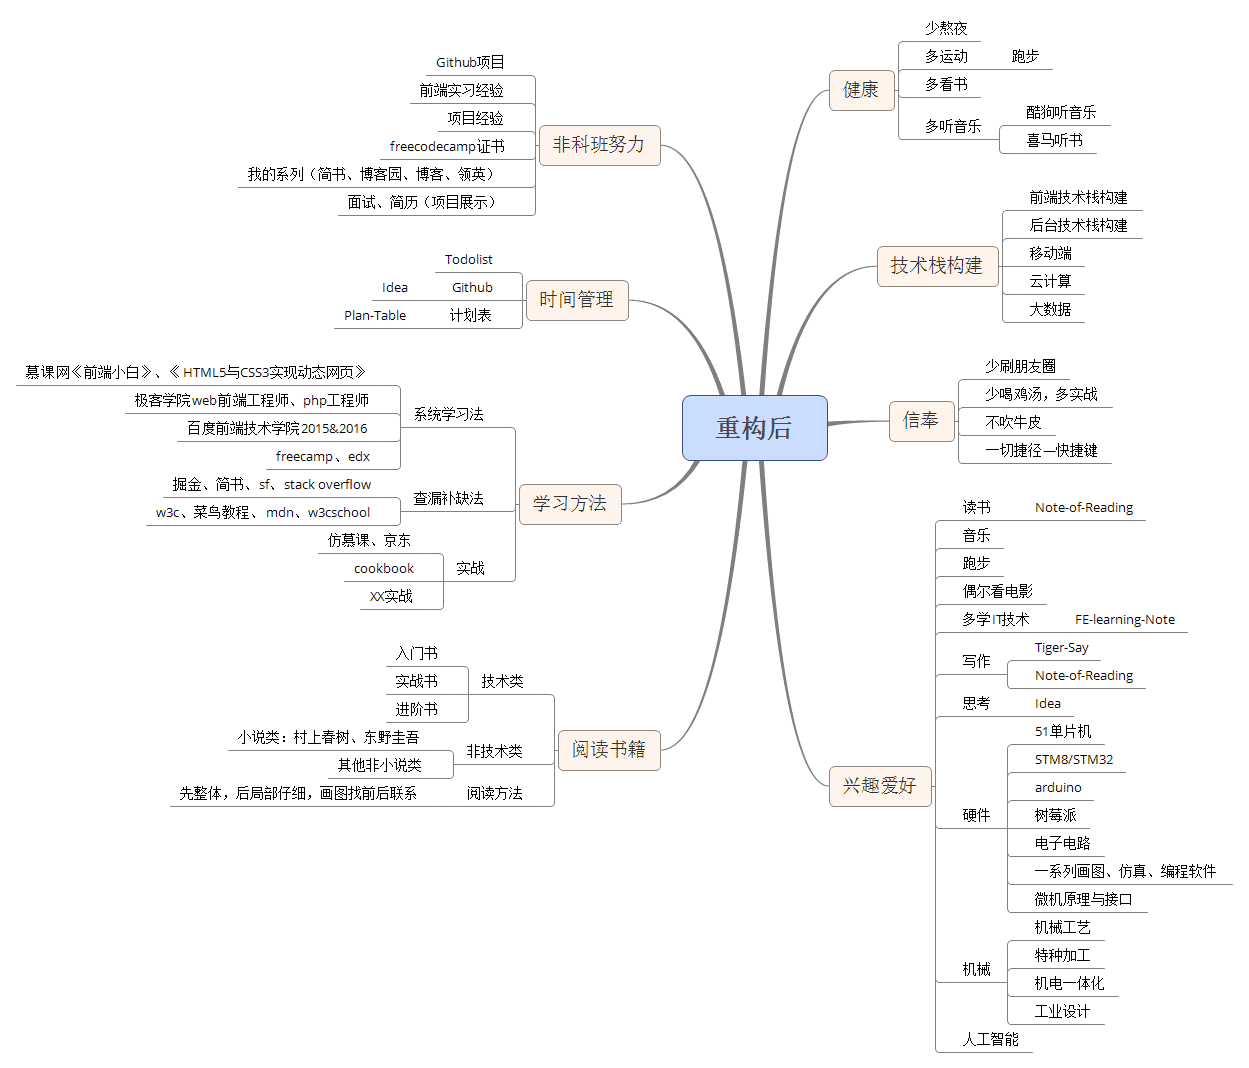 重构后
健康
少熬夜
多运动
跑步
多看书
多听音乐
酷狗听音乐
喜马听书
技术栈构建
前端技术栈构建
后台技术栈构建
移动端
云计算
大数据
信奉
少刷朋友圈
少喝鸡汤，多实战
不吹牛皮
一切捷径—快捷键
兴趣爱好
读书
Note-of-Reading
音乐
跑步
偶尔看电影
多学IT技术
FE-learning-Note
写作
Tiger-Say
Note-of-Reading
思考
Idea
硬件
51单片机
STM8/STM32
arduino
树莓派
电子电路
一系列画图、仿真、编程软件
微机原理与接口
机械
机械工艺
特种加工
机电一体化
工业设计
人工智能
非科班努力
Github项目
前端实习经验
项目经验
freecodecamp证书
我的系列（简书、博客园、博客、领英）
面试、简历（项目展示）
时间管理
Todolist
Github
Idea
计划表
Plan-Table
学习方法
系统学习法
慕课网《前端小白》、《HTML5与CSS3实现动态网页》
极客学院web前端工程师、php工程师
百度前端技术学院2015&2016
freecamp、edx
查漏补缺法
掘金、简书、sf、stack overflow
w3c、菜鸟教程、mdn、w3cschool
实战
仿慕课、京东
cookbook
XX实战
阅读书籍
技术类
入门书
实战书
进阶书
非技术类
小说类：村上春树、东野圭吾
其他非小说类
阅读方法
先整体，后局部仔细，画图找前后联系